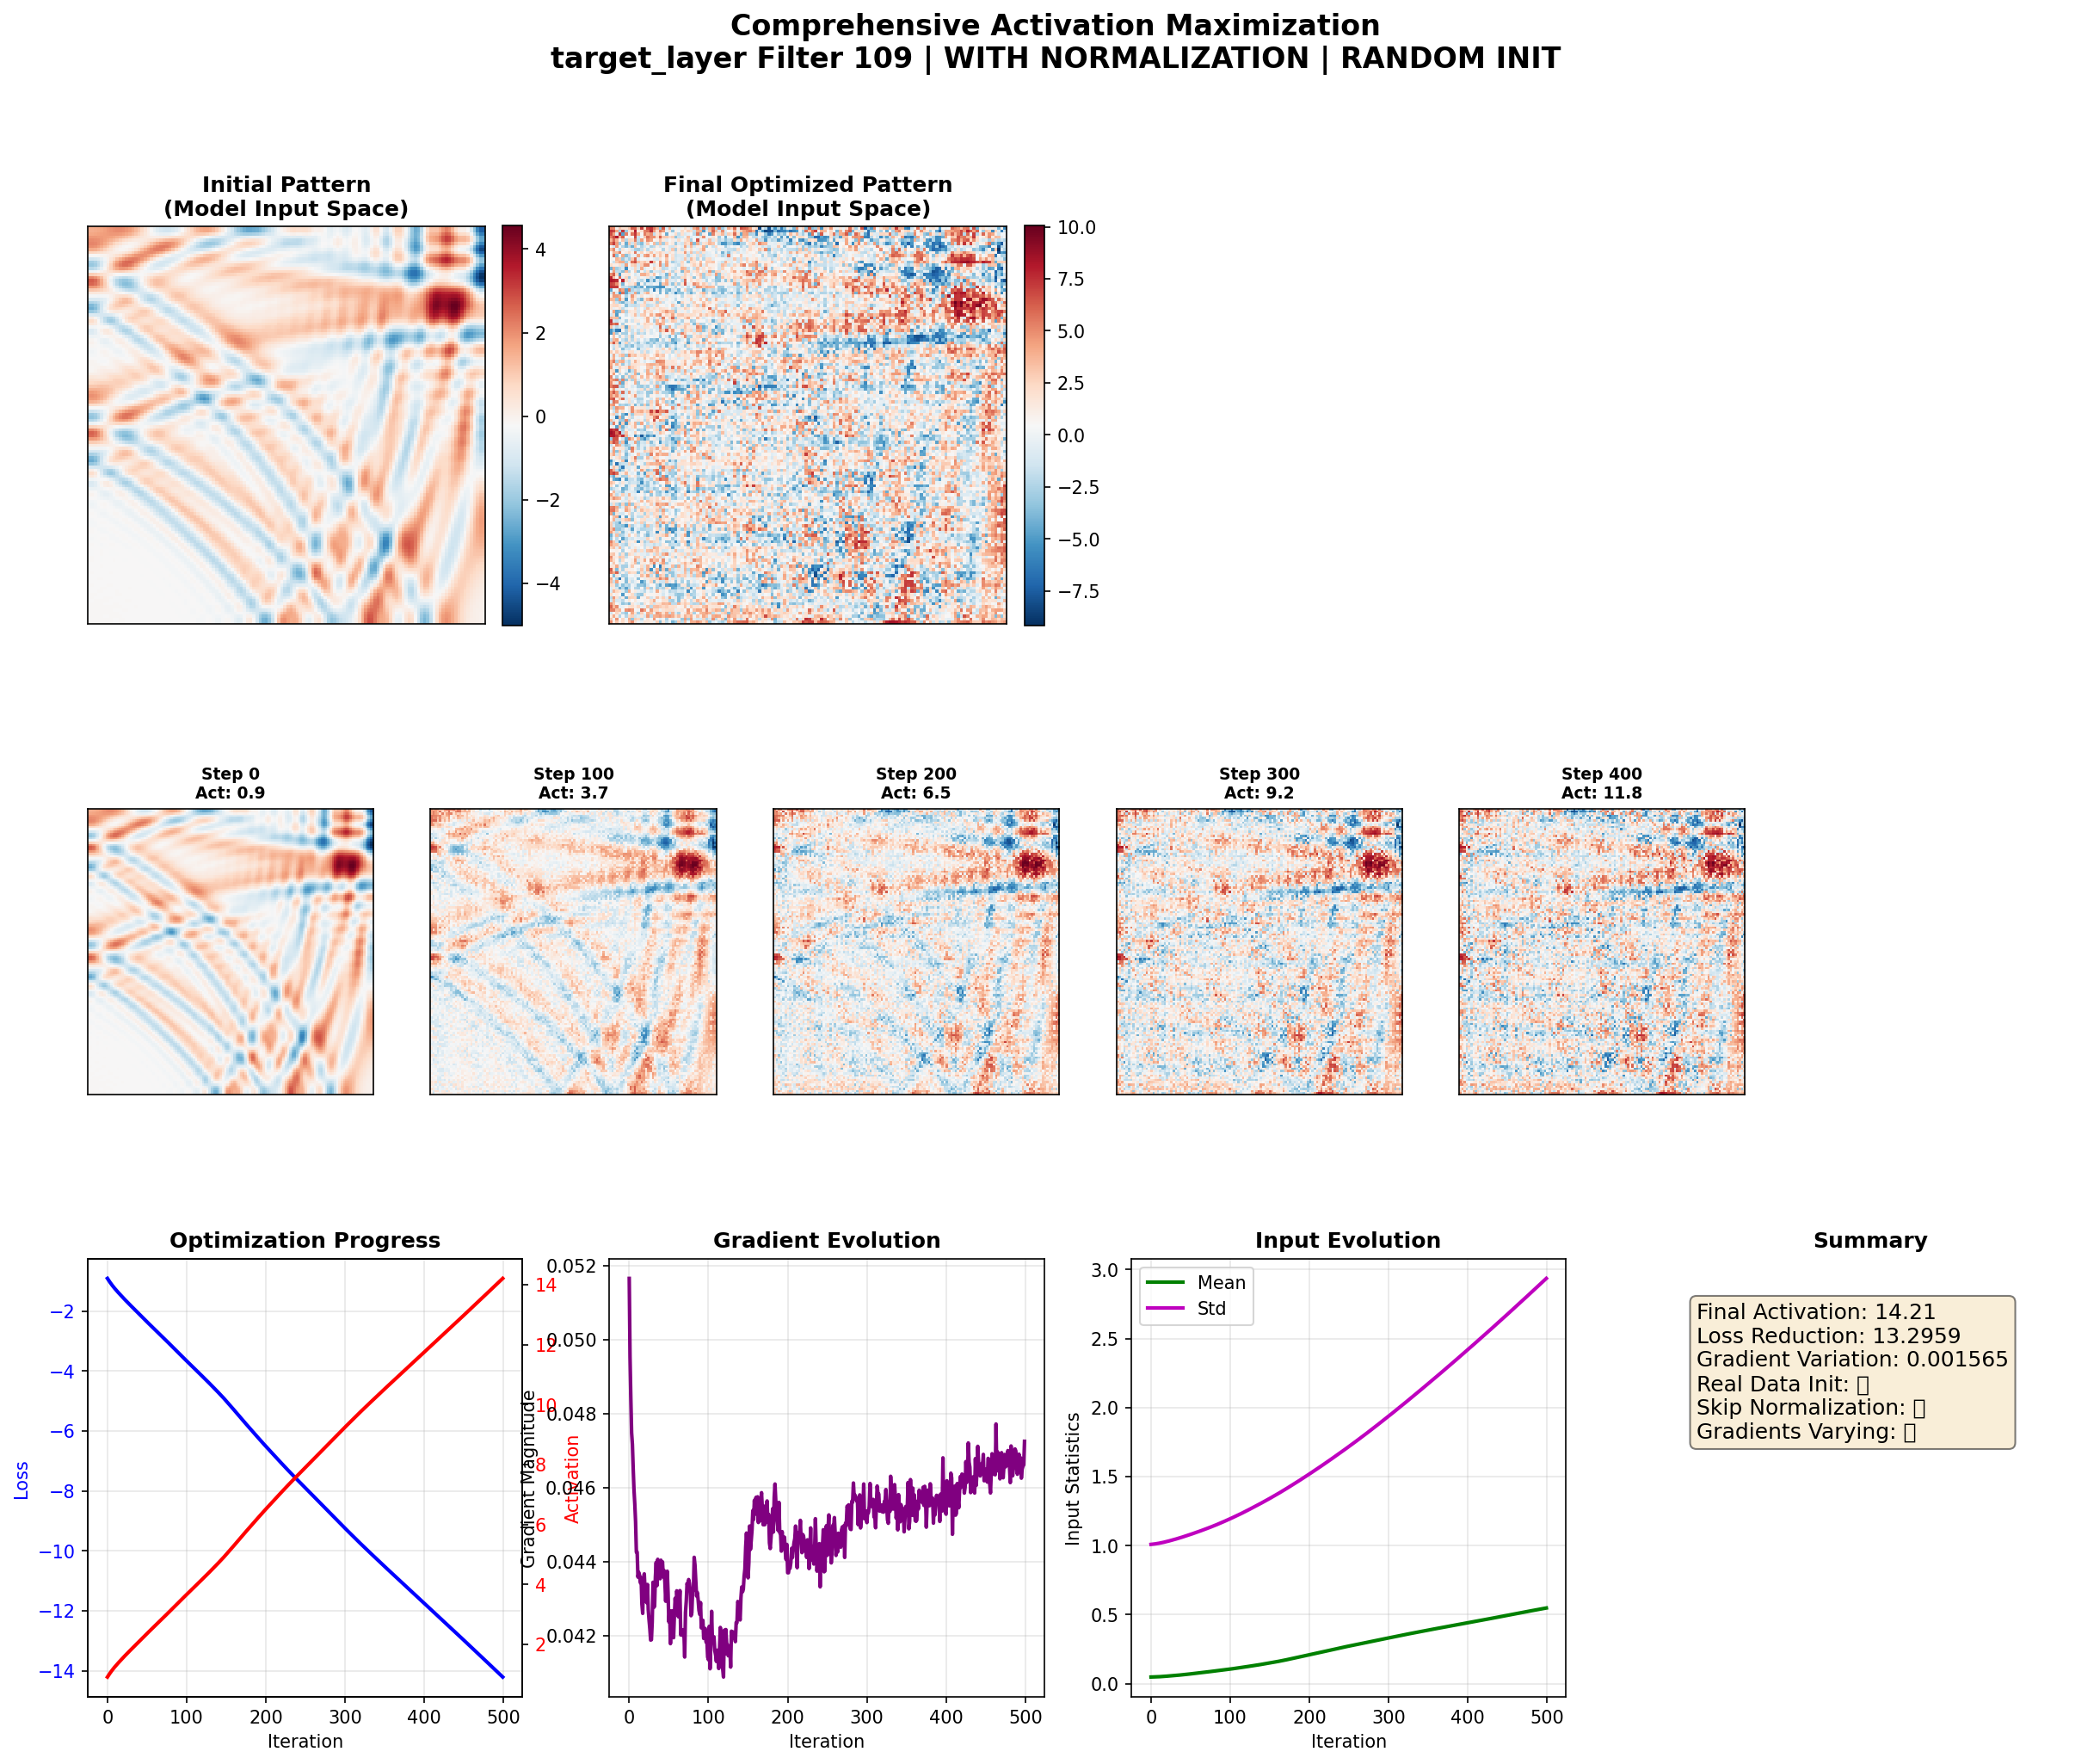 Comprehensive Activation Maximization
target_layer Filter 109 | WITH NORMALIZATION | RANDOM INIT
Initial Pattern
(Model Input Space)
4
2
0
−2
−4
Final Optimized Pattern
(Model Input Space)
10.0
7.5
5.0
2.5
0.0
−2.5
−5.0
−7.5
Step 0
Act: 0.9
Step 100
Act: 3.7
Step 200
Act: 6.5
Step 300
Act: 9.2
Step 400
Act: 11.8
Optimization Progress
Loss
−2
−4
−6
−8
−10
−12
−14
14
12
10
8
6
4
2
Activation
0 100 200 300 400 500
Iteration
Gradient Evolution
Gradient Magnitude
0.052
0.050
0.048
0.046
0.044
0.042
0 100 200 300 400 500
Iteration
Input Evolution
Input Statistics
3.0
2.5
2.0
1.5
1.0
0.5
0.0
Mean
Std
0 100 200 300 400 500
Iteration
Summary
Final Activation: 14.21
Loss Reduction: 13.2959
Gradient Variation: 0.001565
Real Data Init:
Skip Normalization:
Gradients Varying: